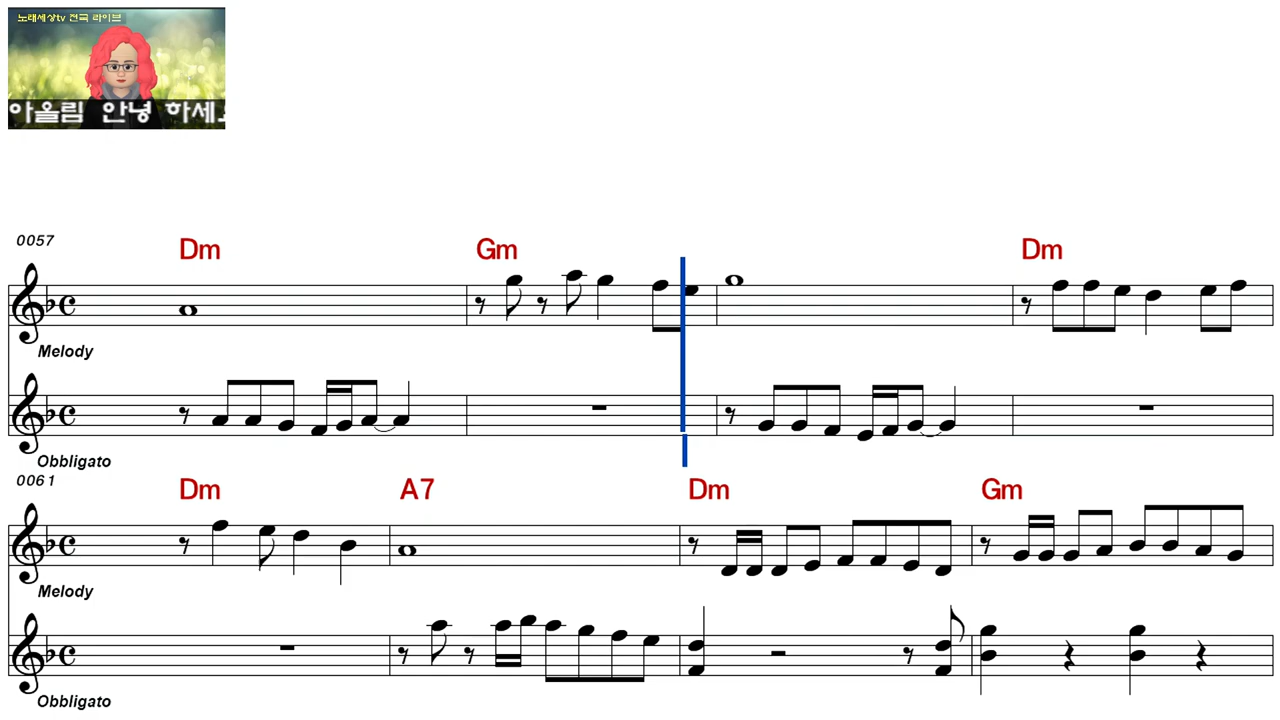 노래세상tv 전국 라이브
아올림 안녕 하세요
0057
Dm Gm Dm
Melody
Obbligato
0061
Dm A7 Dm Gm
Melody
Obbligato